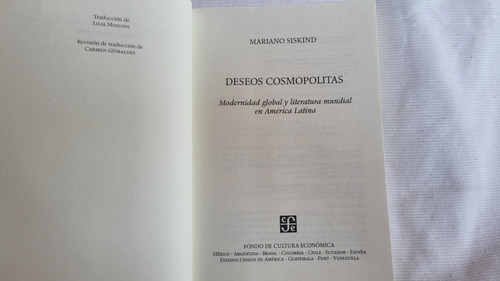 Traducción de
LILIA MOSCONI
Revisión de traducción de
CARMEN GÜIRALDES
MARIANO SISKIND
DESEOS COSMOPOLITAS
Modernidad global y literatura mundial
en América Latina
FONDO DE CULTURA ECONÓMICA
MÉXICO - ARGENTINA - BRASIL - COLOMBIA - CHILE - ECUADOR - ESPAÑA
ESTADOS UNIDOS DE AMÉRICA - GUATEMALA - PERÚ - VENEZUELA